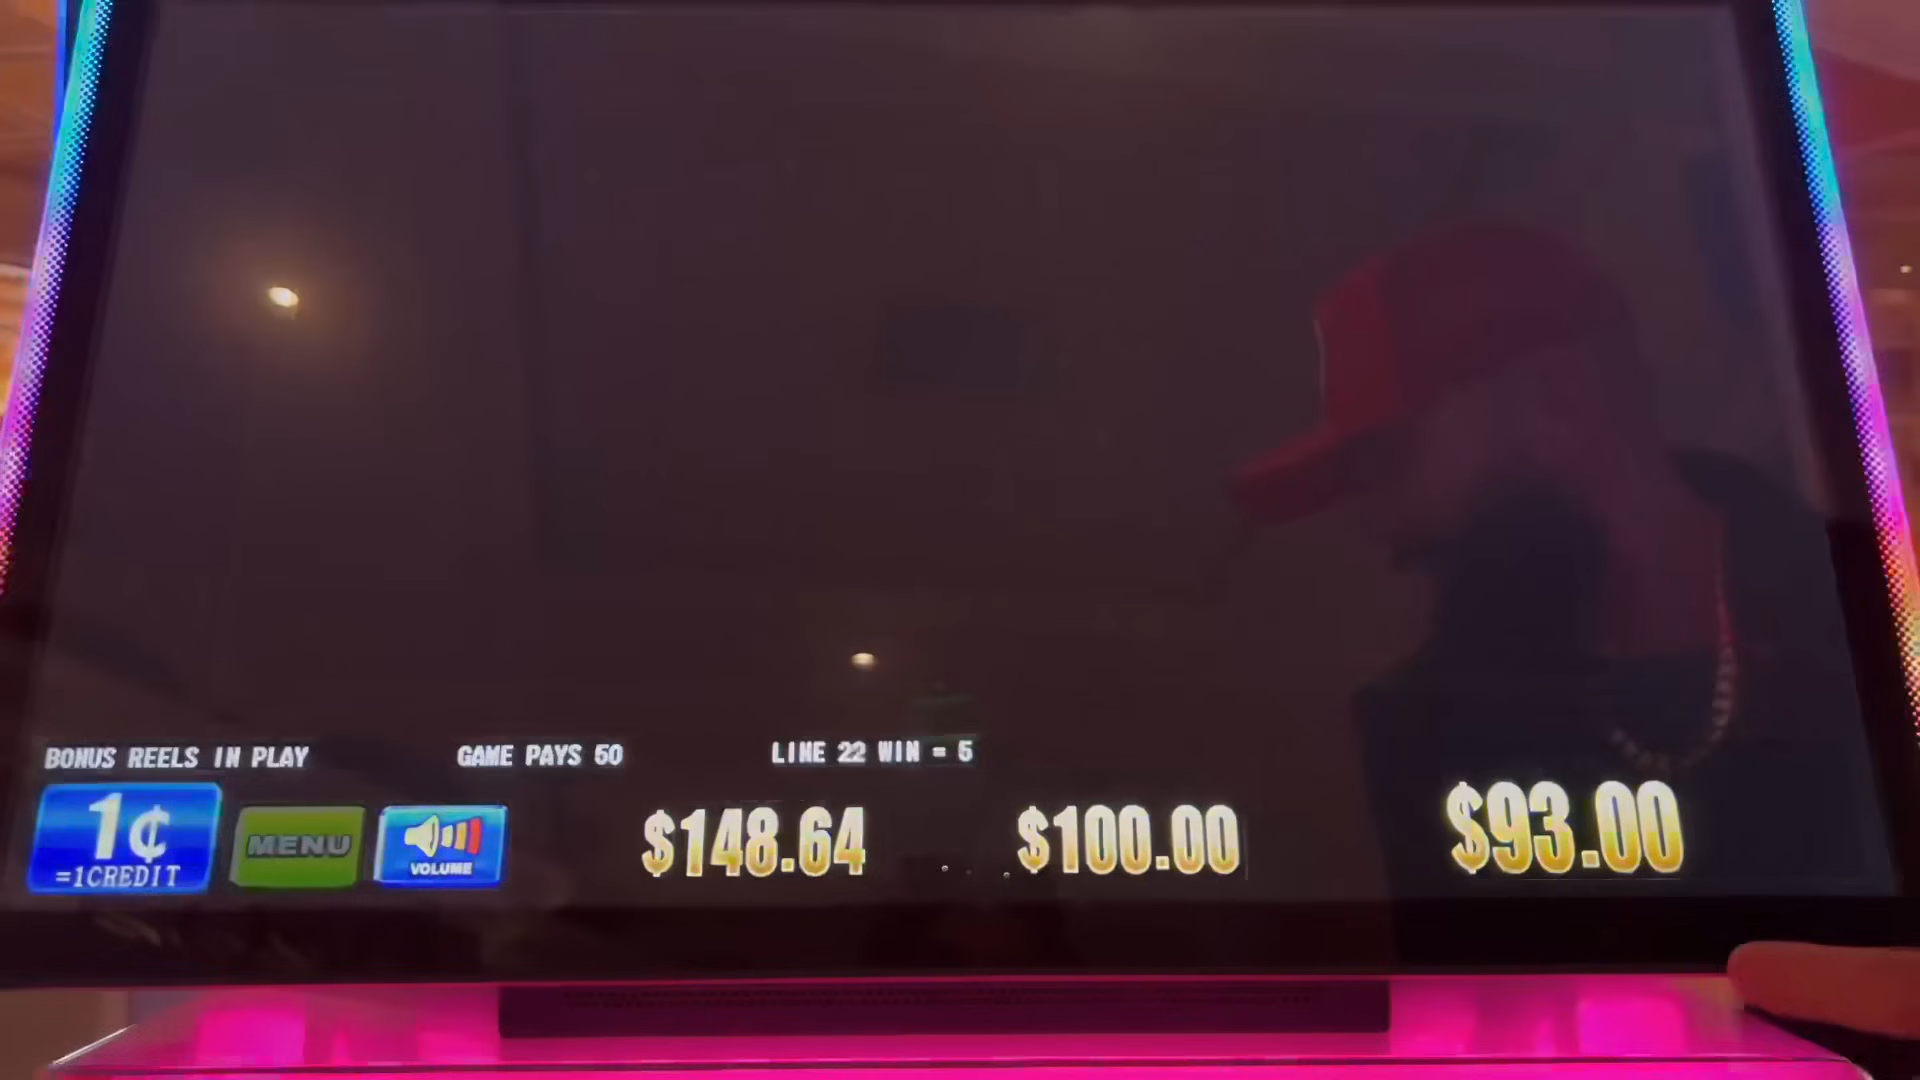 BONUS REELS IN PLAY
GAME PAYS 50
LINE 22 WIN = 5
1¢
=1CREDIT
MENU
VOLUME
$148.64
$100.00
$93.00